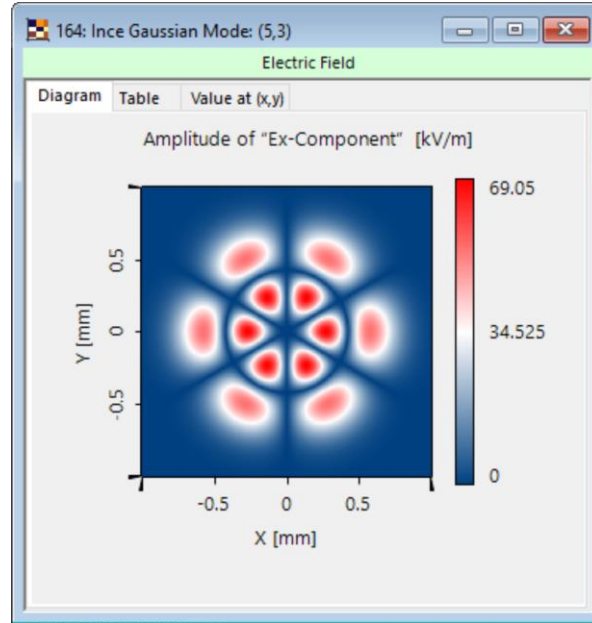 164: Ince Gaussian Mode: (5,3)
Electric Field
Diagram Table Value at (x,y)
Amplitude of "Ex-Component" [kV/m]
69.05
34.525
0
Y [mm]
0.5
0
-0.5
-0.5 0 0.5
X [mm]